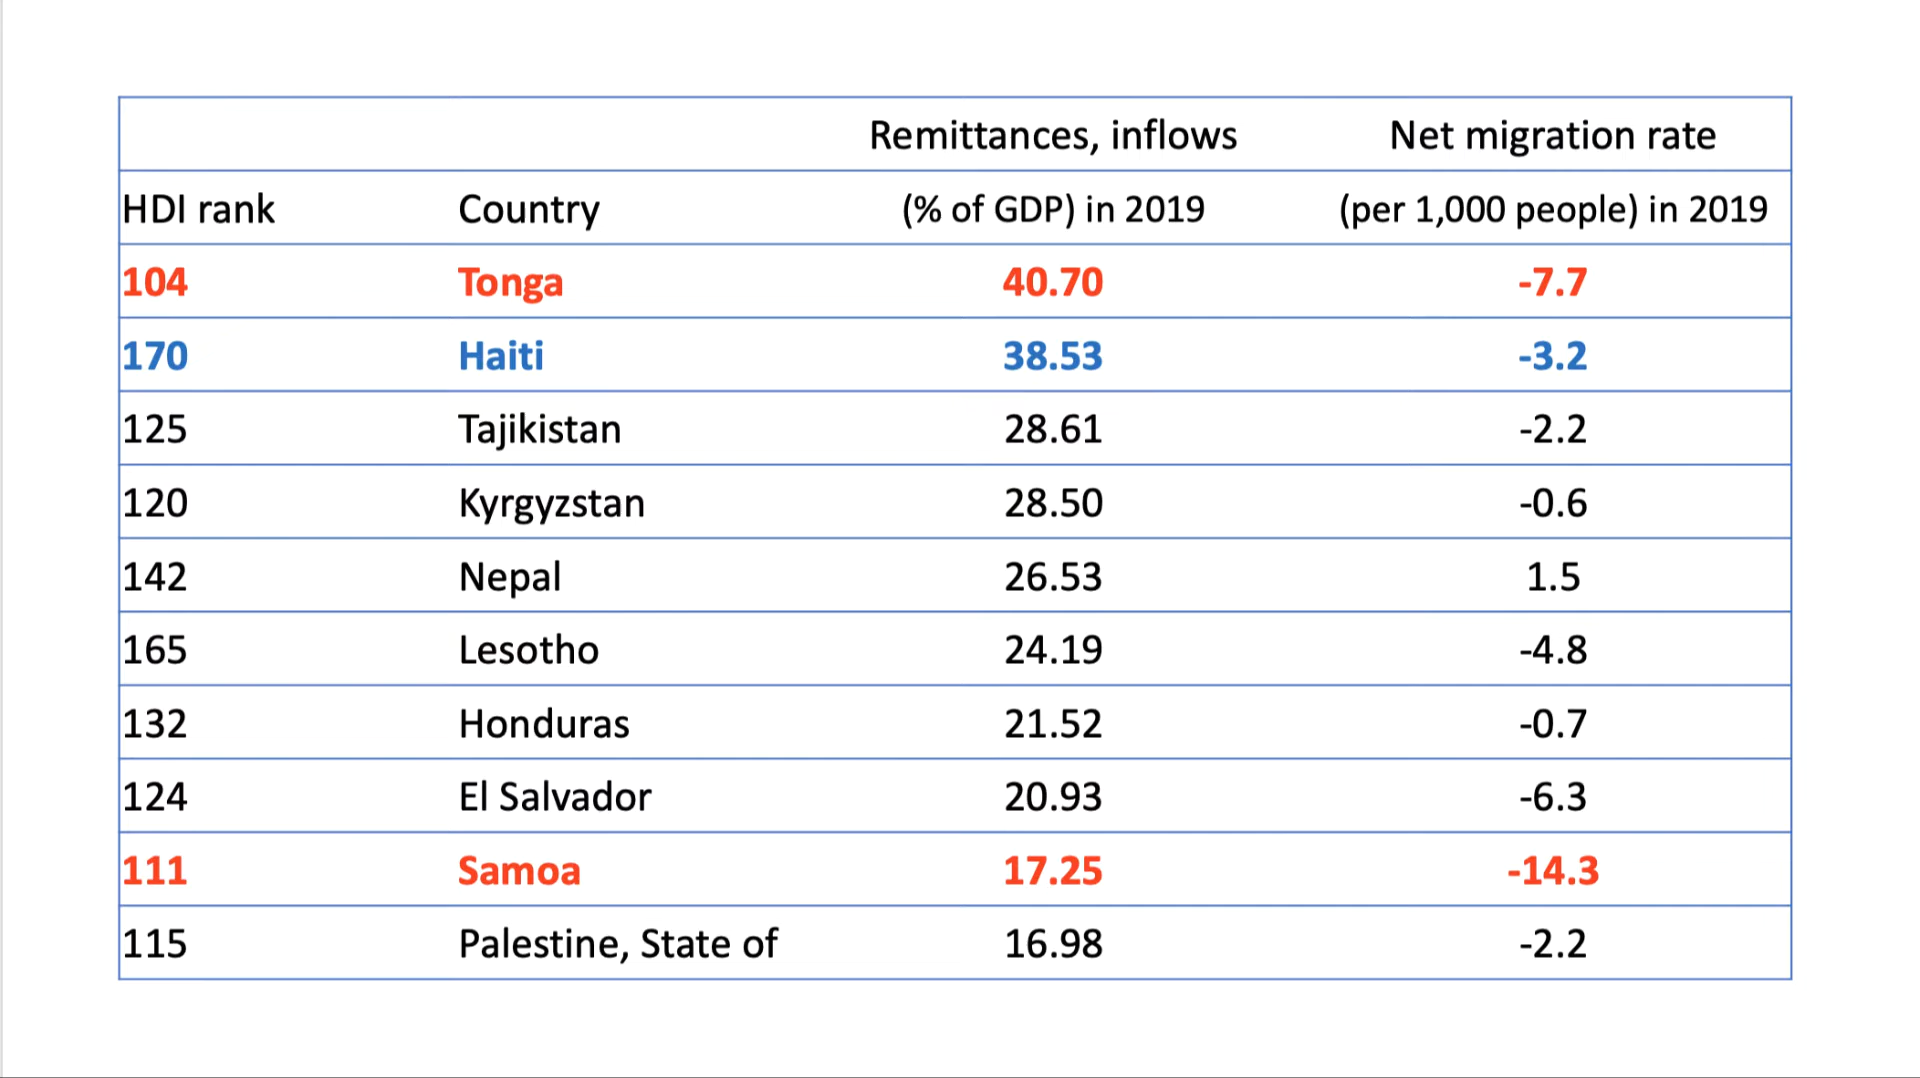 Remittances, inflows Net migration rate
HDI rank Country (% of GDP) in 2019 (per 1,000 people) in 2019
104 Tonga 40.70 -7.7
170 Haiti 38.53 -3.2
125 Tajikistan 28.61 -2.2
120 Kyrgyzstan 28.50 -0.6
142 Nepal 26.53 1.5
165 Lesotho 24.19 -4.8
132 Honduras 21.52 -0.7
124 El Salvador 20.93 -6.3
111 Samoa 17.25 -14.3
115 Palestine, State of 16.98 -2.2